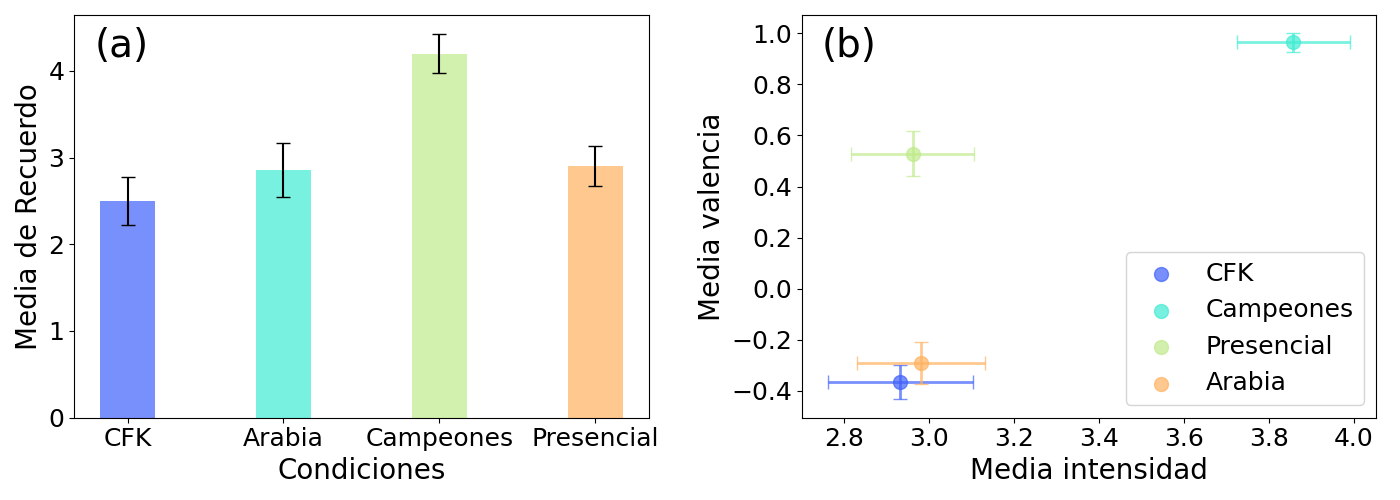 (a)
Media de Recuerdo
4
3
2
1
0
CFK Arabia Campeones Presencial
Condiciones
(b)
Media valencia
1.0
0.8
0.6
0.4
0.2
0.0
−0.2
−0.4
CFK
Campeones
Presencial
Arabia
2.8 3.0 3.2 3.4 3.6 3.8 4.0
Media intensidad